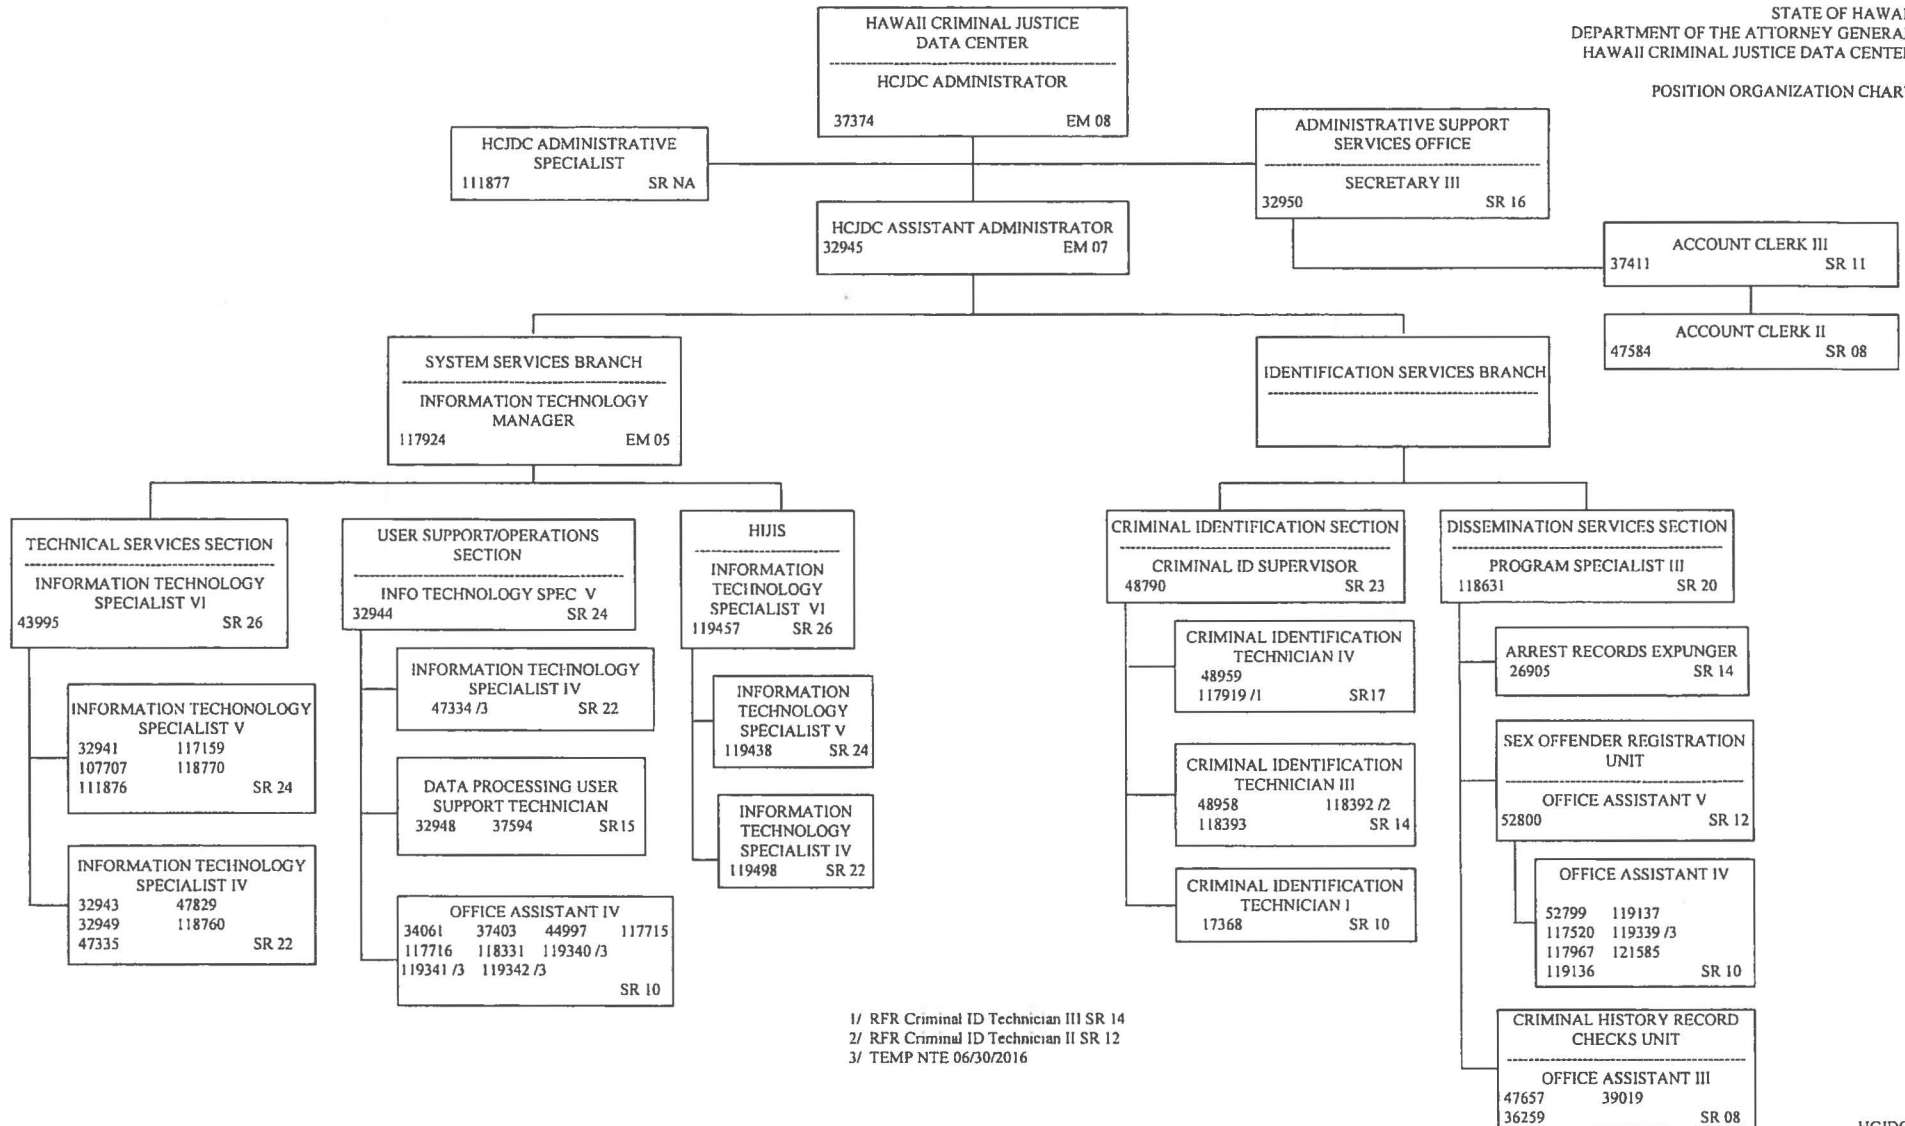 STATE OF HAWAI
DEPARTMENT OF THE ATTORNEY GENERA
HAWAII CRIMINAL JUSTICE DATA CENTE
POSITION ORGANIZATION CHAR
HAWAII CRIMINAL JUSTICE
DATA CENTER
HCJDC ADMINISTRATOR
37374 EM 08
HCJDC ADMINISTRATIVE
SPECIALIST
111877 SR NA
ADMINISTRATIVE SUPPORT
SERVICES OFFICE
SECRETARY III
32950 SR 16
HCJDC ASSISTANT ADMINISTRATOR
32945 EM 07
ACCOUNT CLERK III
37411 SR 11
ACCOUNT CLERK II
47584 SR 08
SYSTEM SERVICES BRANCH
INFORMATION TECHNOLOGY
MANAGER
117924 EM 05
IDENTIFICATION SERVICES BRANCH
TECHNICAL SERVICES SECTION
INFORMATION TECHNOLOGY
SPECIALIST VI
43995 SR 26
INFORMATION TECHONOLOGY
SPECIALIST V
32941 117159
107707 118770
111876 SR 24
INFORMATION TECHNOLOGY
SPECIALIST IV
32943 47829
32949 118760
47335 SR 22
USER SUPPORT/OPERATIONS
SECTION
INFO TECHNOLOGY SPEC V
32944 SR 24
INFORMATION TECHNOLOGY
SPECIALIST IV
47334 /3 SR 22
DATA PROCESSING USER
SUPPORT TECHNICIAN
32948 37594 SR15
OFFICE ASSISTANT IV
34061 37403 44997 117715
117716 118331 119340 /3
119341 /3 119342 /3
SR 10
HIJIS
INFORMATION
TECHNOLOGY
SPECIALIST VI
119457 SR 26
INFORMATION
TECHNOLOGY
SPECIALIST V
119438 SR 24
INFORMATION
TECHNOLOGY
SPECIALIST IV
119498 SR 22
CRIMINAL IDENTIFICATION SECTION
CRIMINAL ID SUPERVISOR
48790 SR 23
CRIMINAL IDENTIFICATION
TECHNICIAN IV
48959
117919 /1 SR17
CRIMINAL IDENTIFICATION
TECHNICIAN III
48958 118392 /2
118393 SR 14
CRIMINAL IDENTIFICATION
TECHNICIAN I
17368 SR 10
DISSEMINATION SERVICES SECTION
PROGRAM SPECIALIST III
118631 SR 20
ARREST RECORDS EXPUNGER
26905 SR 14
SEX OFFENDER REGISTRATION
UNIT
OFFICE ASSISTANT V
52800 SR 12
OFFICE ASSISTANT IV
52799 119137
117520 119339 /3
117967 121585
119136 SR 10
CRIMINAL HISTORY RECORD
CHECKS UNIT
OFFICE ASSISTANT III
47657 39019
36259 SR 08
1/ RFR Criminal ID Technician III SR 14
2/ RFR Criminal ID Technician II SR 12
3/ TEMP NTE 06/30/2016